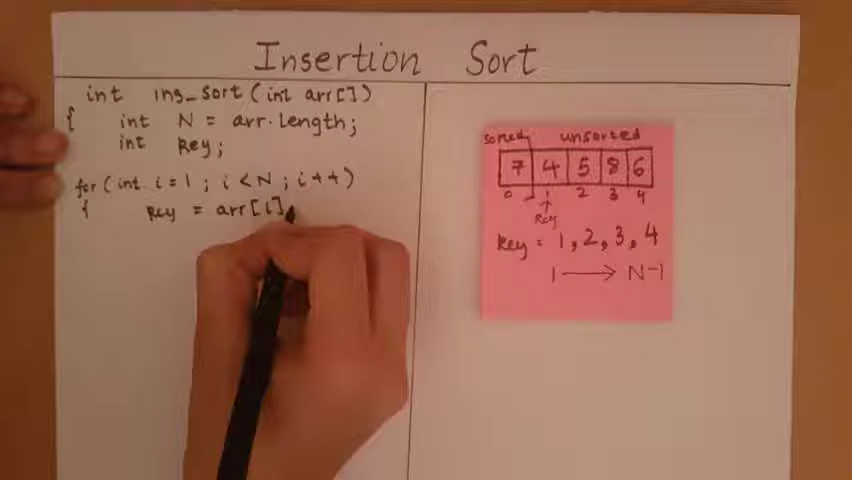 Insertion Sort
int ins_sort(int arr[])
{ int N = arr.length;
int key;
for(int i=1; i<N; i++)
{ key = arr[i]
sorted unsorted
7 4 5 8 6
0 1 2 3 4
key
key = 1, 2, 3, 4
1 → N-1